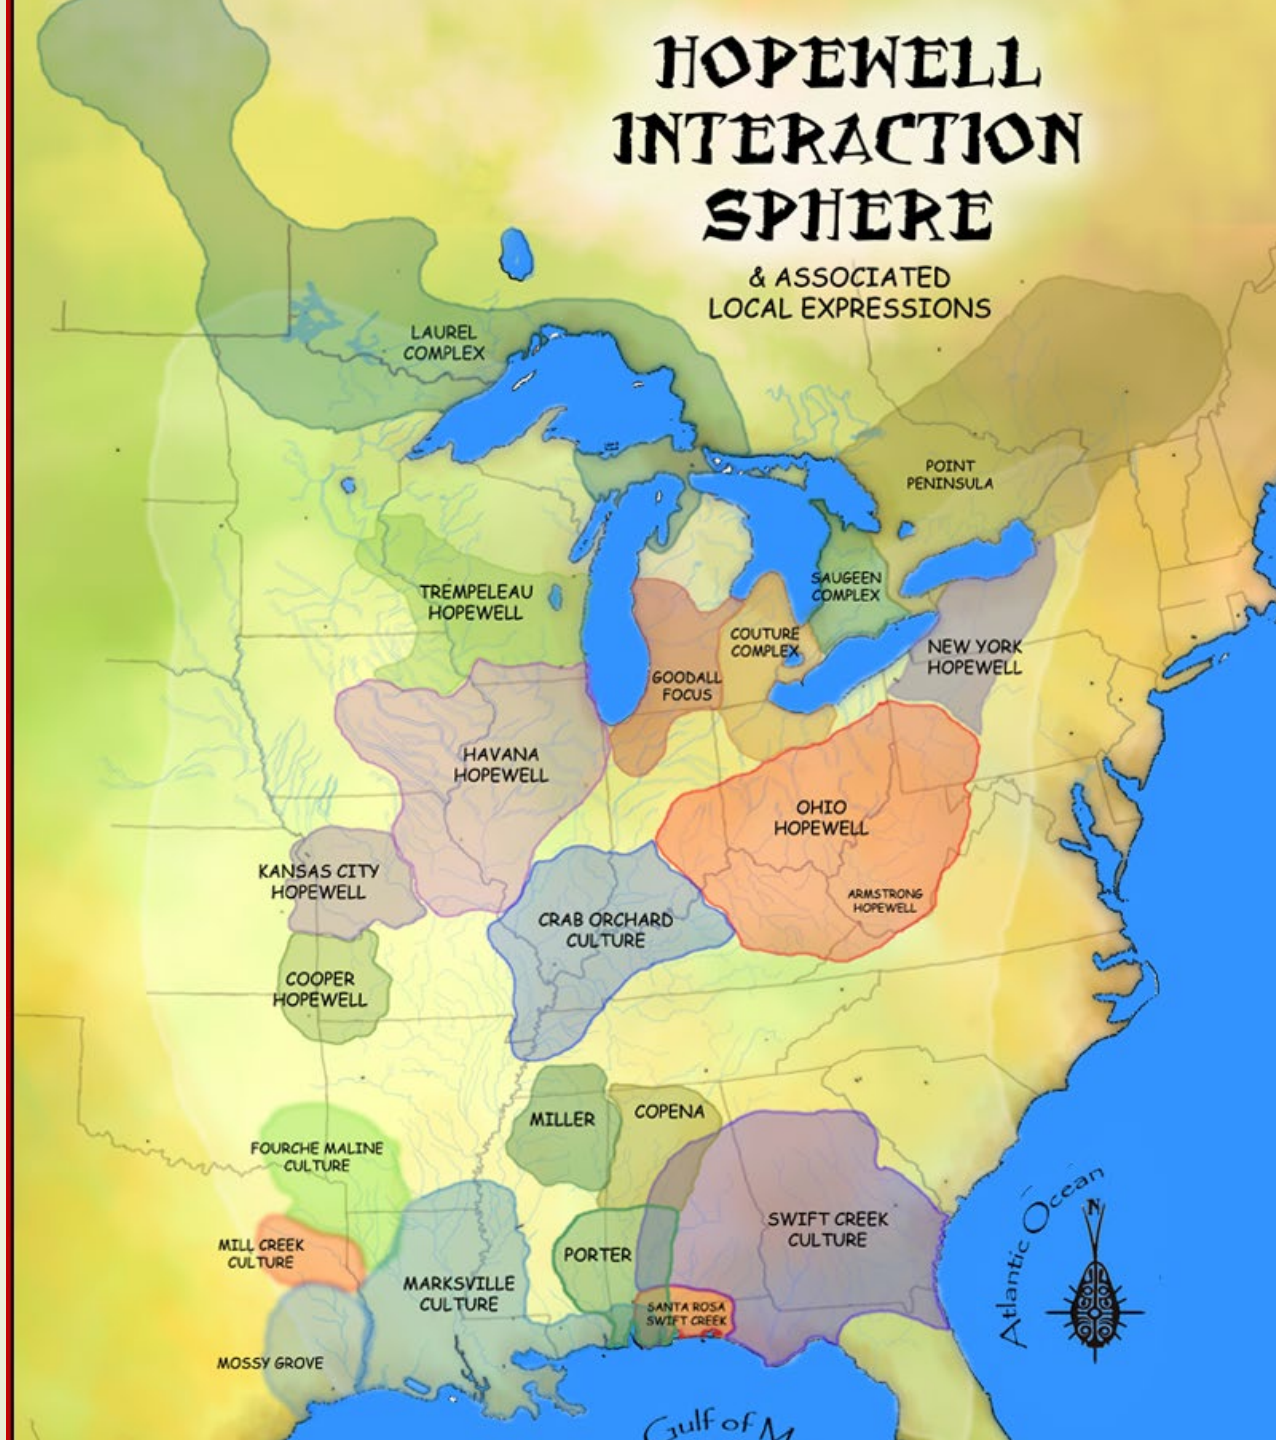 HOPEWELL
INTERACTION
SPHERE
& ASSOCIATED
LOCAL EXPRESSIONS
LAUREL
COMPLEX
POINT
PENINSULA
TREMPELEAU
HOPEWELL
SAUGEEN
COMPLEX
COUTURE
COMPLEX
NEW YORK
HOPEWELL
GOODALL
FOCUS
HAVANA
HOPEWELL
OHIO
HOPEWELL
KANSAS CITY
HOPEWELL
ARMSTRONG
HOPEWELL
CRAB ORCHARD
CULTURE
COOPER
HOPEWELL
MILLER
COPENA
FOURCHE MALINE
CULTURE
SWIFT CREEK
CULTURE
MILL CREEK
CULTURE
PORTER
MARKSVILLE
CULTURE
SANTA ROSA
SWIFT CREEK
MOSSY GROVE
Atlantic Ocean
N
Gulf of M